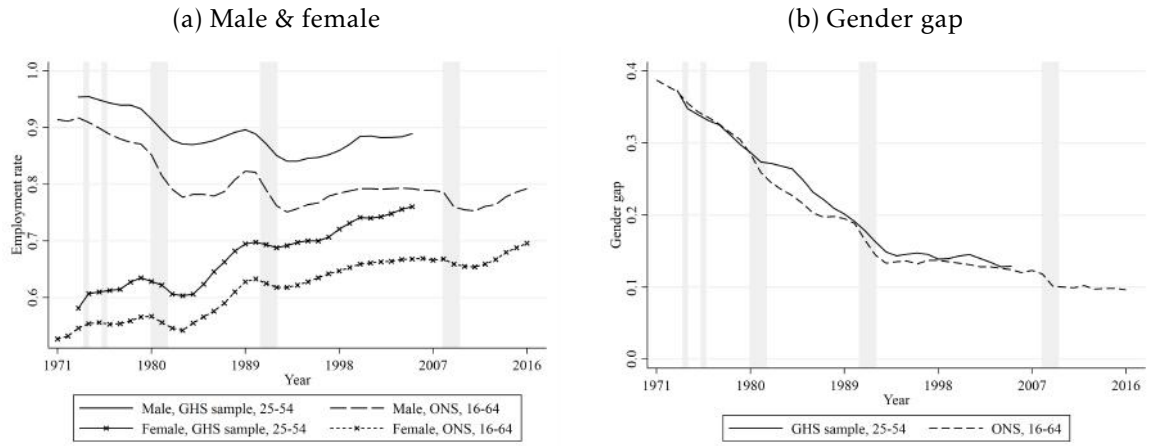 (a) Male & female
1.0
0.9
0.8
0.7
0.6
Employment rate
1971
1980
1989
1998
2007
2016
Year
Male, GHS sample, 25-54
Male, ONS, 16-64
Female, GHS sample, 25-54
Female, ONS, 16-64
(b) Gender gap
0.4
0.3
0.2
0.1
0.0
Gender gap
1971
1980
1989
1998
2007
2016
Year
GHS sample, 25-54
ONS, 16-64